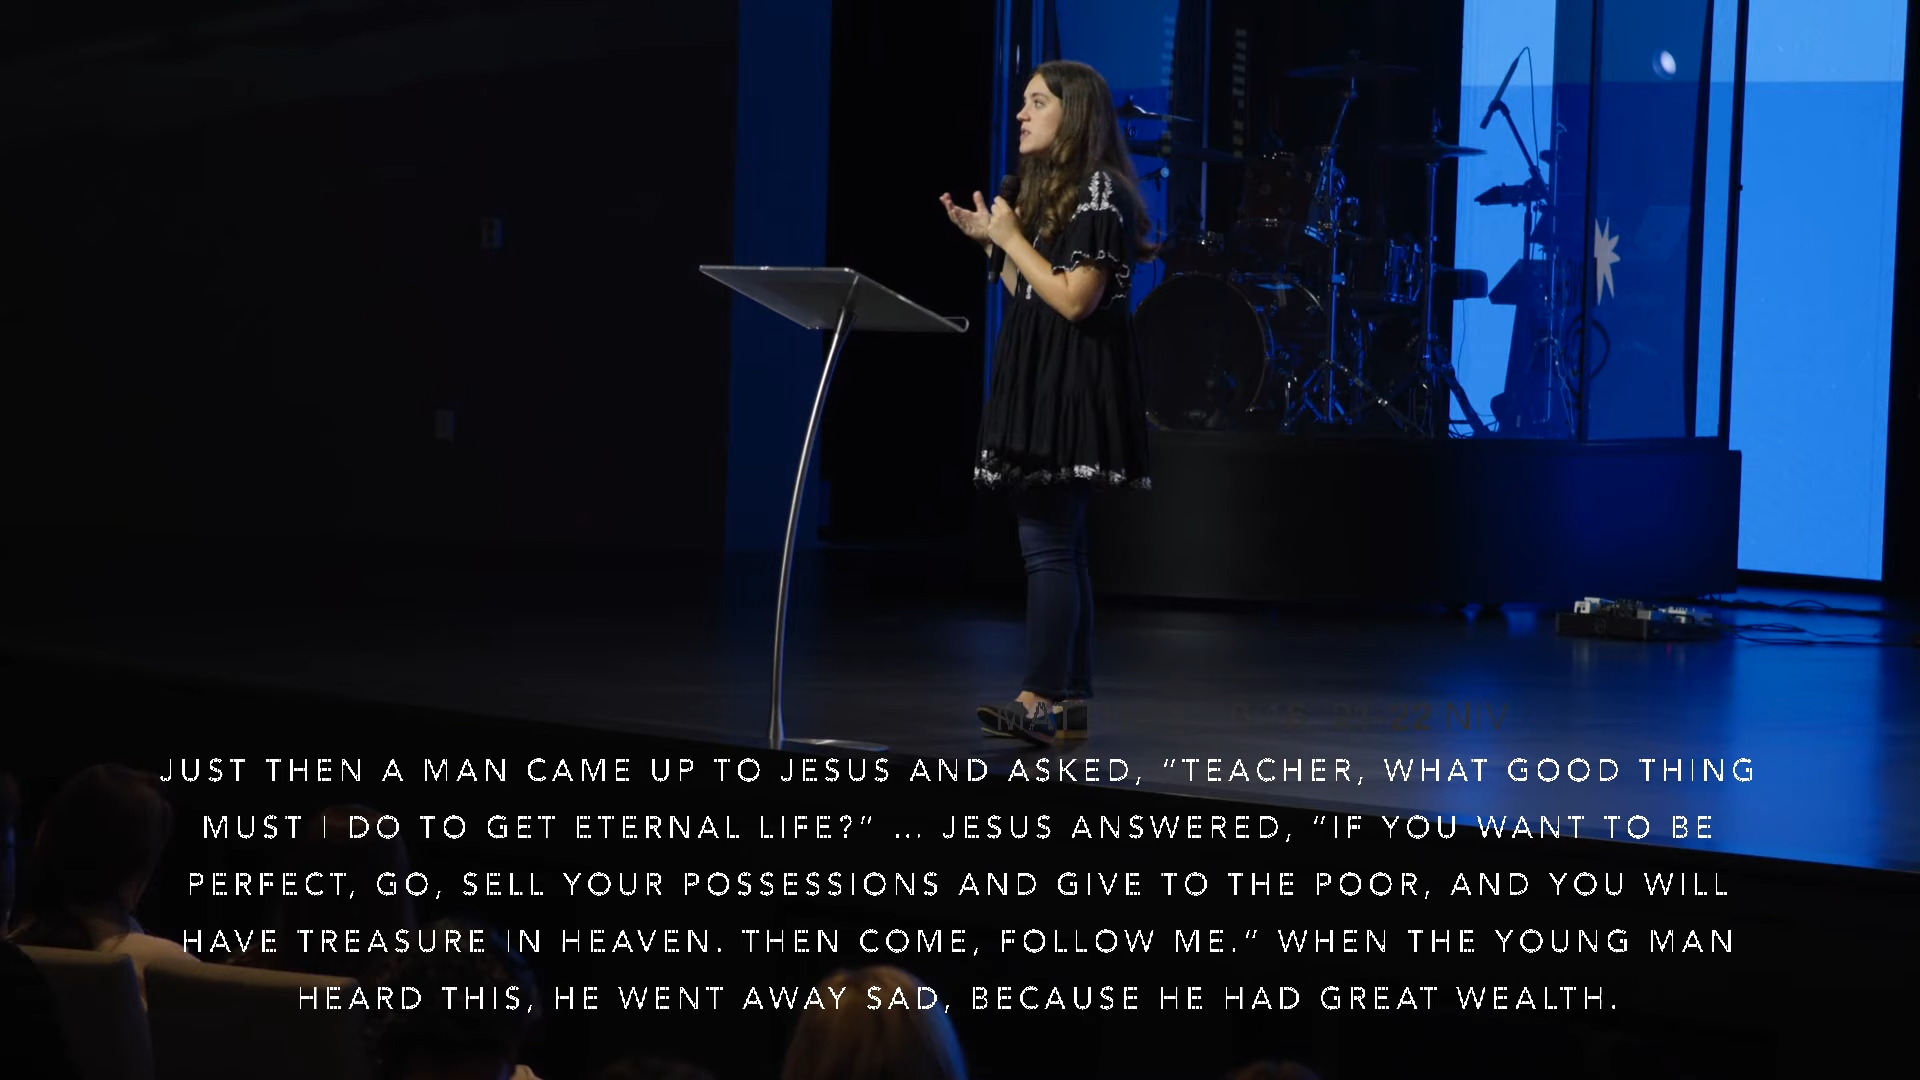 22 NIV
JUST THEN A MAN CAME UP TO JESUS AND ASKED, “TEACHER, WHAT GOOD THING
MUST I DO TO GET ETERNAL LIFE?” ... JESUS ANSWERED, “IF YOU WANT TO BE
PERFECT, GO, SELL YOUR POSSESSIONS AND GIVE TO THE POOR, AND YOU WILL
HAVE TREASURE IN HEAVEN. THEN COME, FOLLOW ME.” WHEN THE YOUNG MAN
HEARD THIS, HE WENT AWAY SAD, BECAUSE HE HAD GREAT WEALTH.